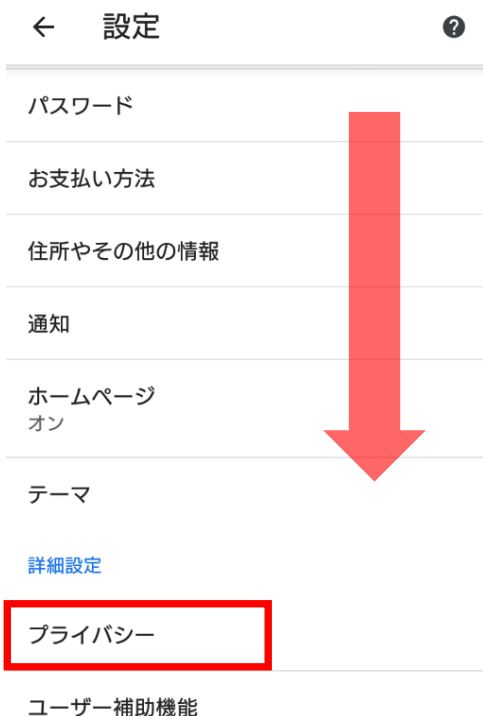 設定
パスワード
お支払い方法
住所やその他の情報
通知
ホームページ
オン
テーマ
詳細設定
プライバシー
ユーザー補助機能